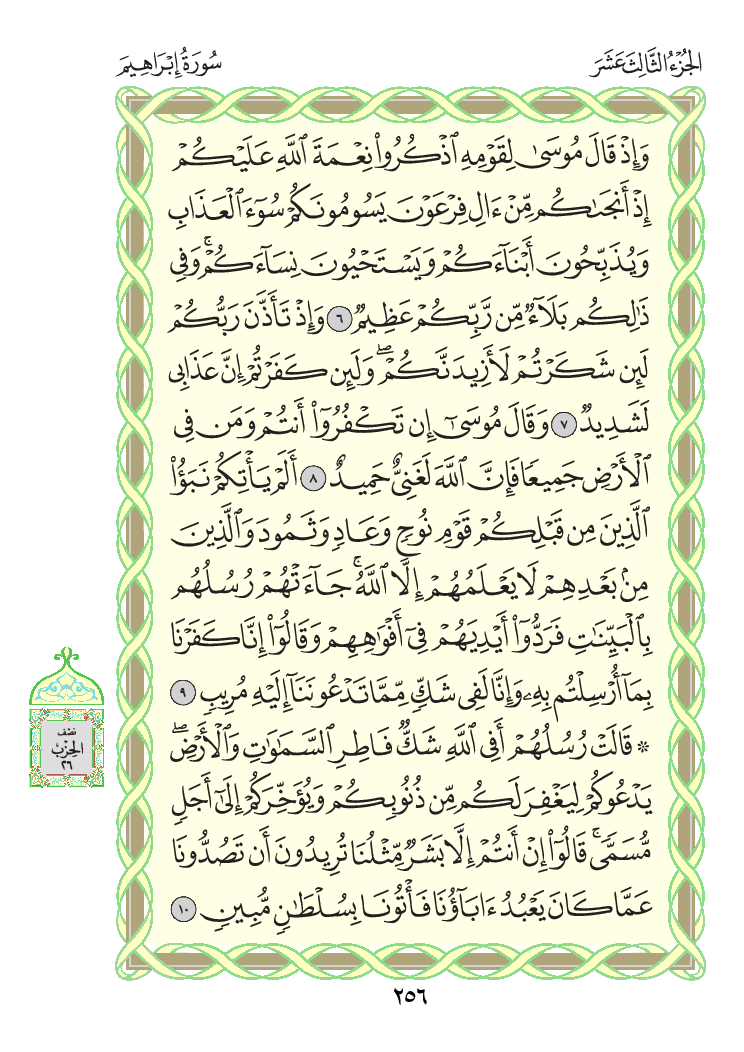 الجُزْءُ الثَّالِثَ عَشَرَ
سُورَةُ إِبْرَاهِيمَ
وَإِذْ قَالَ مُوسَىٰ لِقَوْمِهِ ٱذْكُرُوا۟ نِعْمَةَ ٱللَّهِ عَلَيْكُمْ
إِذْ أَنجَىٰكُم مِّنْ ءَالِ فِرْعَوْنَ يَسُومُونَكُمْ سُوٓءَ ٱلْعَذَابِ
وَيُذَبِّحُونَ أَبْنَآءَكُمْ وَيَسْتَحْيُونَ نِسَآءَكُمْ ۚ وَفِى
ذَٰلِكُم بَلَآءٌ مِّن رَّبِّكُمْ عَظِيمٌ ٦ وَإِذْ تَأَذَّنَ رَبُّكُمْ
لَئِن شَكَرْتُمْ لَأَزِيدَنَّكُمْ ۖ وَلَئِن كَفَرْتُمْ إِنَّ عَذَابِى
لَشَدِيدٌ ٧ وَقَالَ مُوسَىٰٓ إِن تَكْفُرُوٓا۟ أَنتُمْ وَمَن فِى
ٱلْأَرْضِ جَمِيعًا فَإِنَّ ٱللَّهَ لَغَنِىٌّ حَمِيدٌ ٨ أَلَمْ يَأْتِكُمْ نَبَؤُا۟
ٱلَّذِينَ مِن قَبْلِكُمْ قَوْمِ نُوحٍ وَعَادٍ وَثَمُودَ وَٱلَّذِينَ
مِنۢ بَعْدِهِمْ لَا يَعْلَمُهُمْ إِلَّا ٱللَّهُ ۚ جَآءَتْهُمْ رُسُلُهُم
بِٱلْبَيِّنَٰتِ فَرَدُّوٓا۟ أَيْدِيَهُمْ فِىٓ أَفْوَٰهِهِمْ وَقَالُوٓا۟ إِنَّا كَفَرْنَا
بِمَآ أُرْسِلْتُم بِهِۦ وَإِنَّا لَفِى شَكٍّ مِّمَّا تَدْعُونَنَآ إِلَيْهِ مُرِيبٍ ٩
۞ قَالَتْ رُسُلُهُمْ أَفِى ٱللَّهِ شَكٌّ فَاطِرِ ٱلسَّمَٰوَٰتِ وَٱلْأَرْضِ ۖ
يَدْعُوكُمْ لِيَغْفِرَ لَكُم مِّن ذُنُوبِكُمْ وَيُؤَخِّرَكُمْ إِلَىٰٓ أَجَلٍ
مُّسَمًّى ۚ قَالُوٓا۟ إِنْ أَنتُمْ إِلَّا بَشَرٌ مِّثْلُنَا تُرِيدُونَ أَن تَصُدُّونَا
عَمَّا كَانَ يَعْبُدُ ءَابَآؤُنَا فَأْتُونَا بِسُلْطَٰنٍ مُّبِينٍ ١٠
نصف
الحِزْب
٢٦
٢٥٦